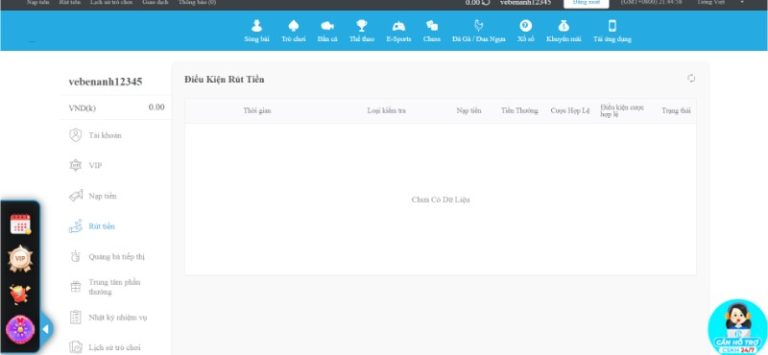 Nạp tiền Rút tiền Lịch sử trò chơi Giao dịch Thông báo (0) 0.00 vebenanh12345 Đăng xuất (GMT+0800) 21:44:58 Tiếng Việt
Sòng bài Trò chơi Bắn cá Thể thao E-Sports Chess Đá Gà / Đua Ngựa Xổ số Khuyến mãi Tải ứng dụng
vebenanh12345
VND(k) 0.00
Tài khoản
VIP
Nạp tiền
Rút tiền
Quảng bá tiếp thị
Trung tâm phần
thưởng
Nhật ký nhiệm vụ
Lịch sử trò chơi
Điều Kiện Rút Tiền
Thời gian Loại kiểm tra Nạp tiền Tiền Thưởng Cược Hợp Lệ Điều kiện cược Trạng thái
hợp lệ
Chưa Có Dữ Liệu
VIP
CẦN HỖ TRỢ
CSKH 24/7